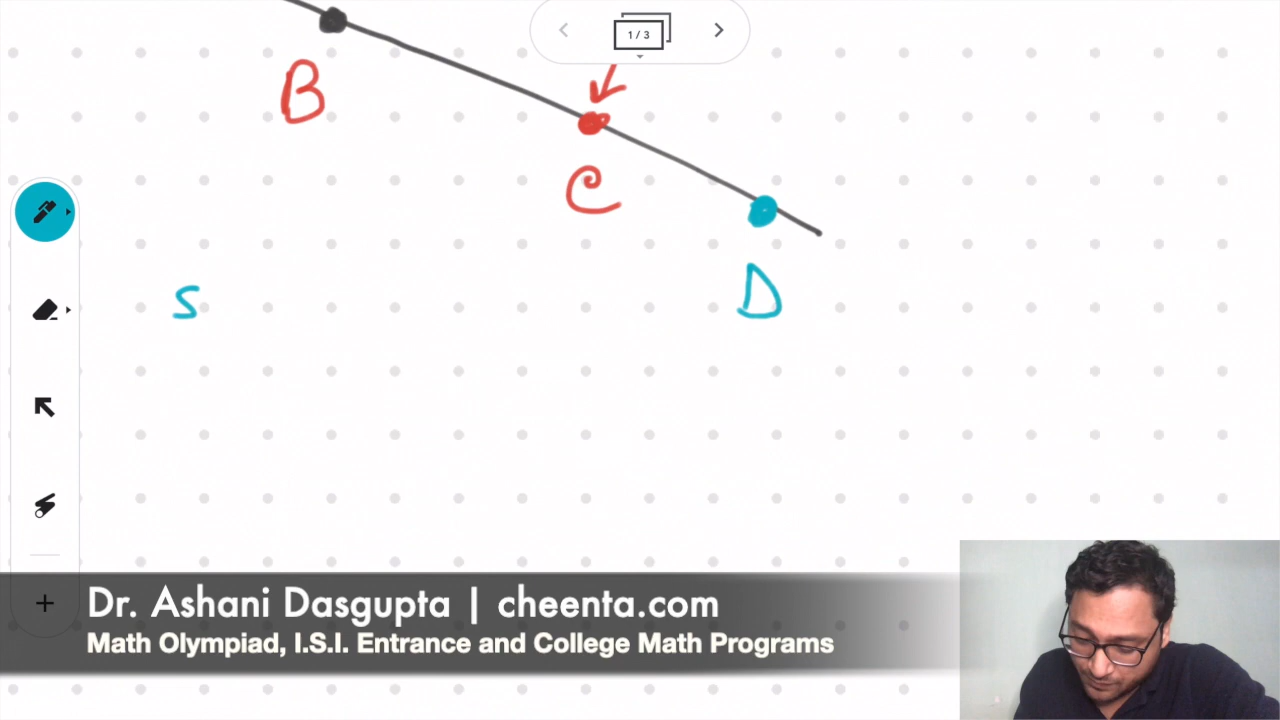 1 / 3
B
C
D
s
Dr. Ashani Dasgupta | cheenta.com
Math Olympiad, I.S.I. Entrance and College Math Programs